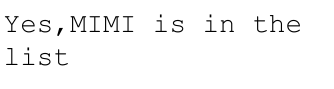 Yes,MIMI is in the
list